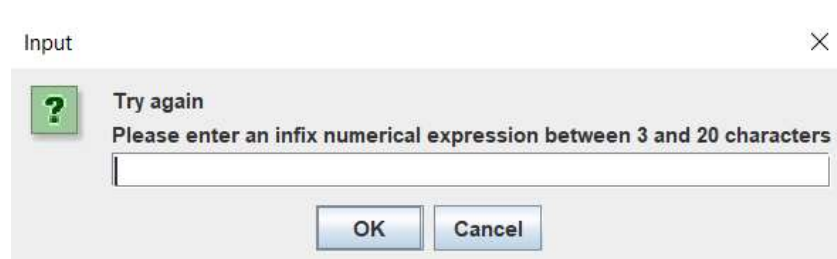 Input
Try again
Please enter an infix numerical expression between 3 and 20 characters
OK Cancel